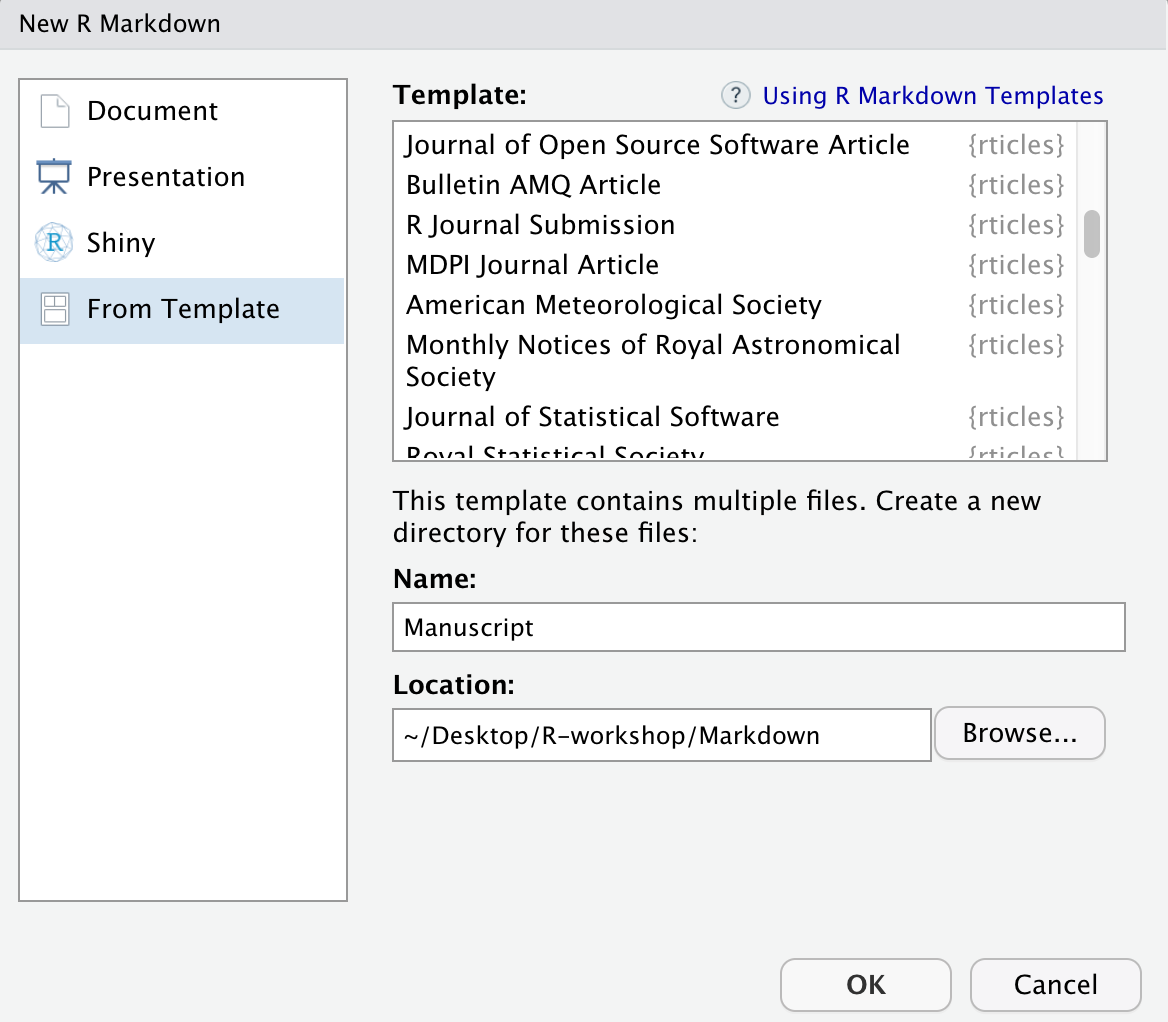 New R Markdown
Document
Presentation
Shiny
From Template
Template:
? Using R Markdown Templates
Journal of Open Source Software Article {rticles}
Bulletin AMQ Article {rticles}
R Journal Submission {rticles}
MDPI Journal Article {rticles}
American Meteorological Society {rticles}
Monthly Notices of Royal Astronomical {rticles}
Society
Journal of Statistical Software {rticles}
Royal Statistical Society {rticles}
This template contains multiple files. Create a new
directory for these files:
Name:
Manuscript
Location:
~/Desktop/R-workshop/Markdown
Browse...
OK
Cancel